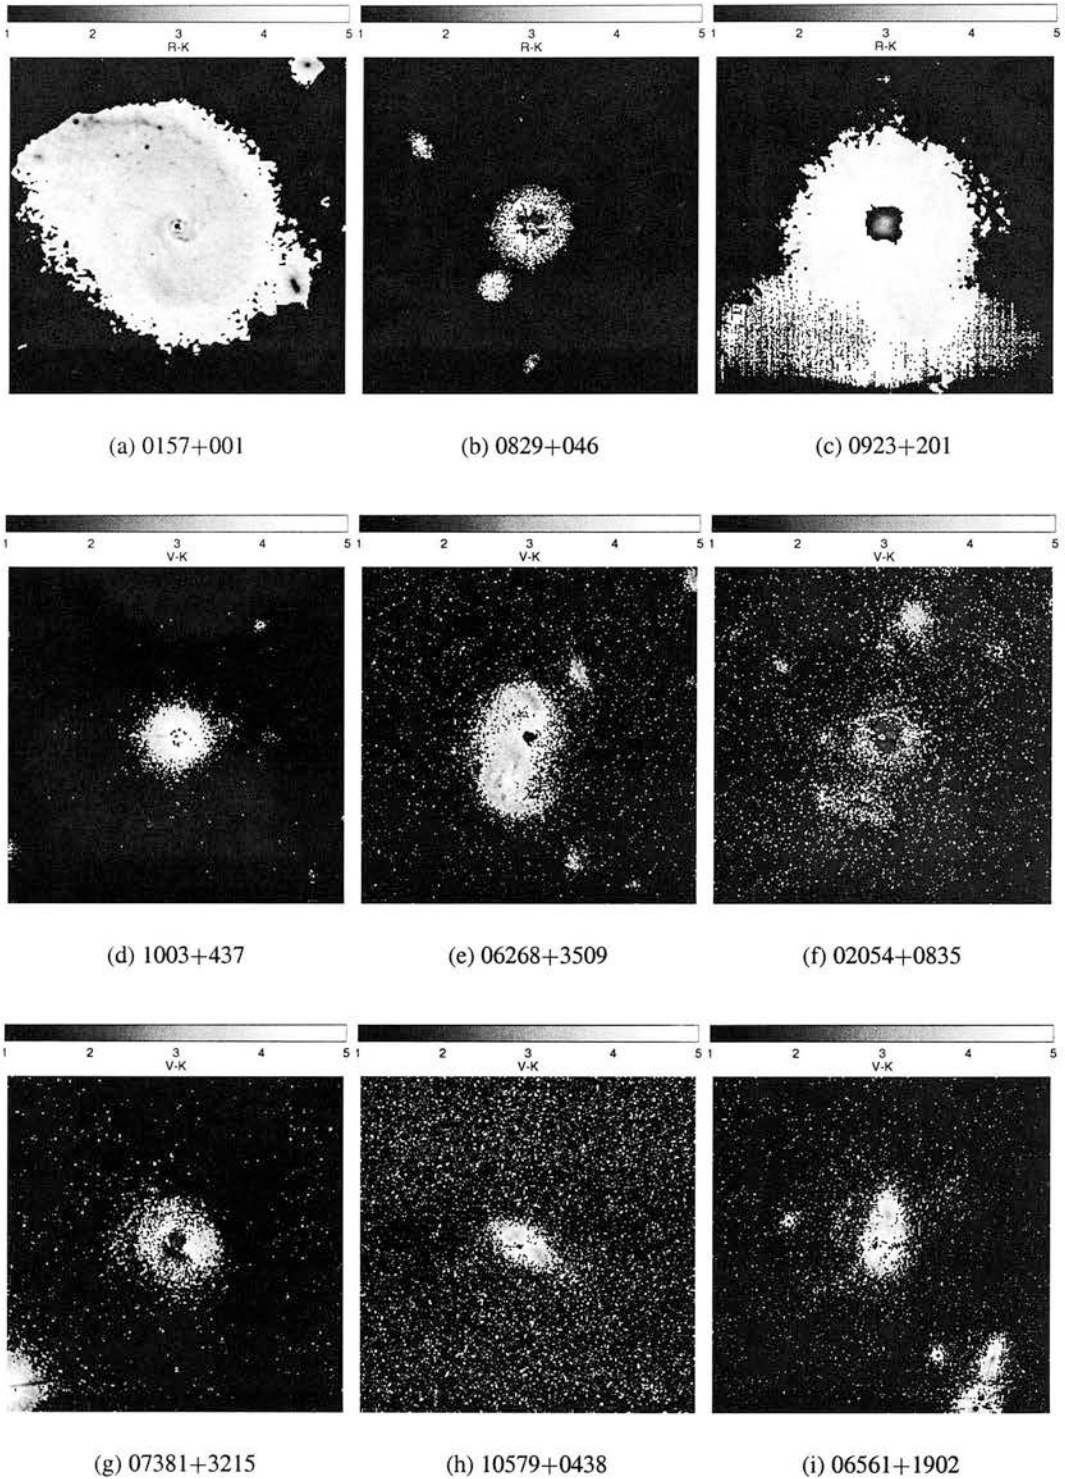 1 2 3 4 5
R-K
1 2 3 4 5
R-K
1 2 3 4 5
R-K
(a) 0157+001
(b) 0829+046
(c) 0923+201
1 2 3 4 5
V-K
1 2 3 4 5
V-K
1 2 3 4 5
V-K
(d) 1003+437
(e) 06268+3509
(f) 02054+0835
1 2 3 4 5
V-K
1 2 3 4 5
V-K
1 2 3 4 5
V-K
(g) 07381+3215
(h) 10579+0438
(i) 06561+1902